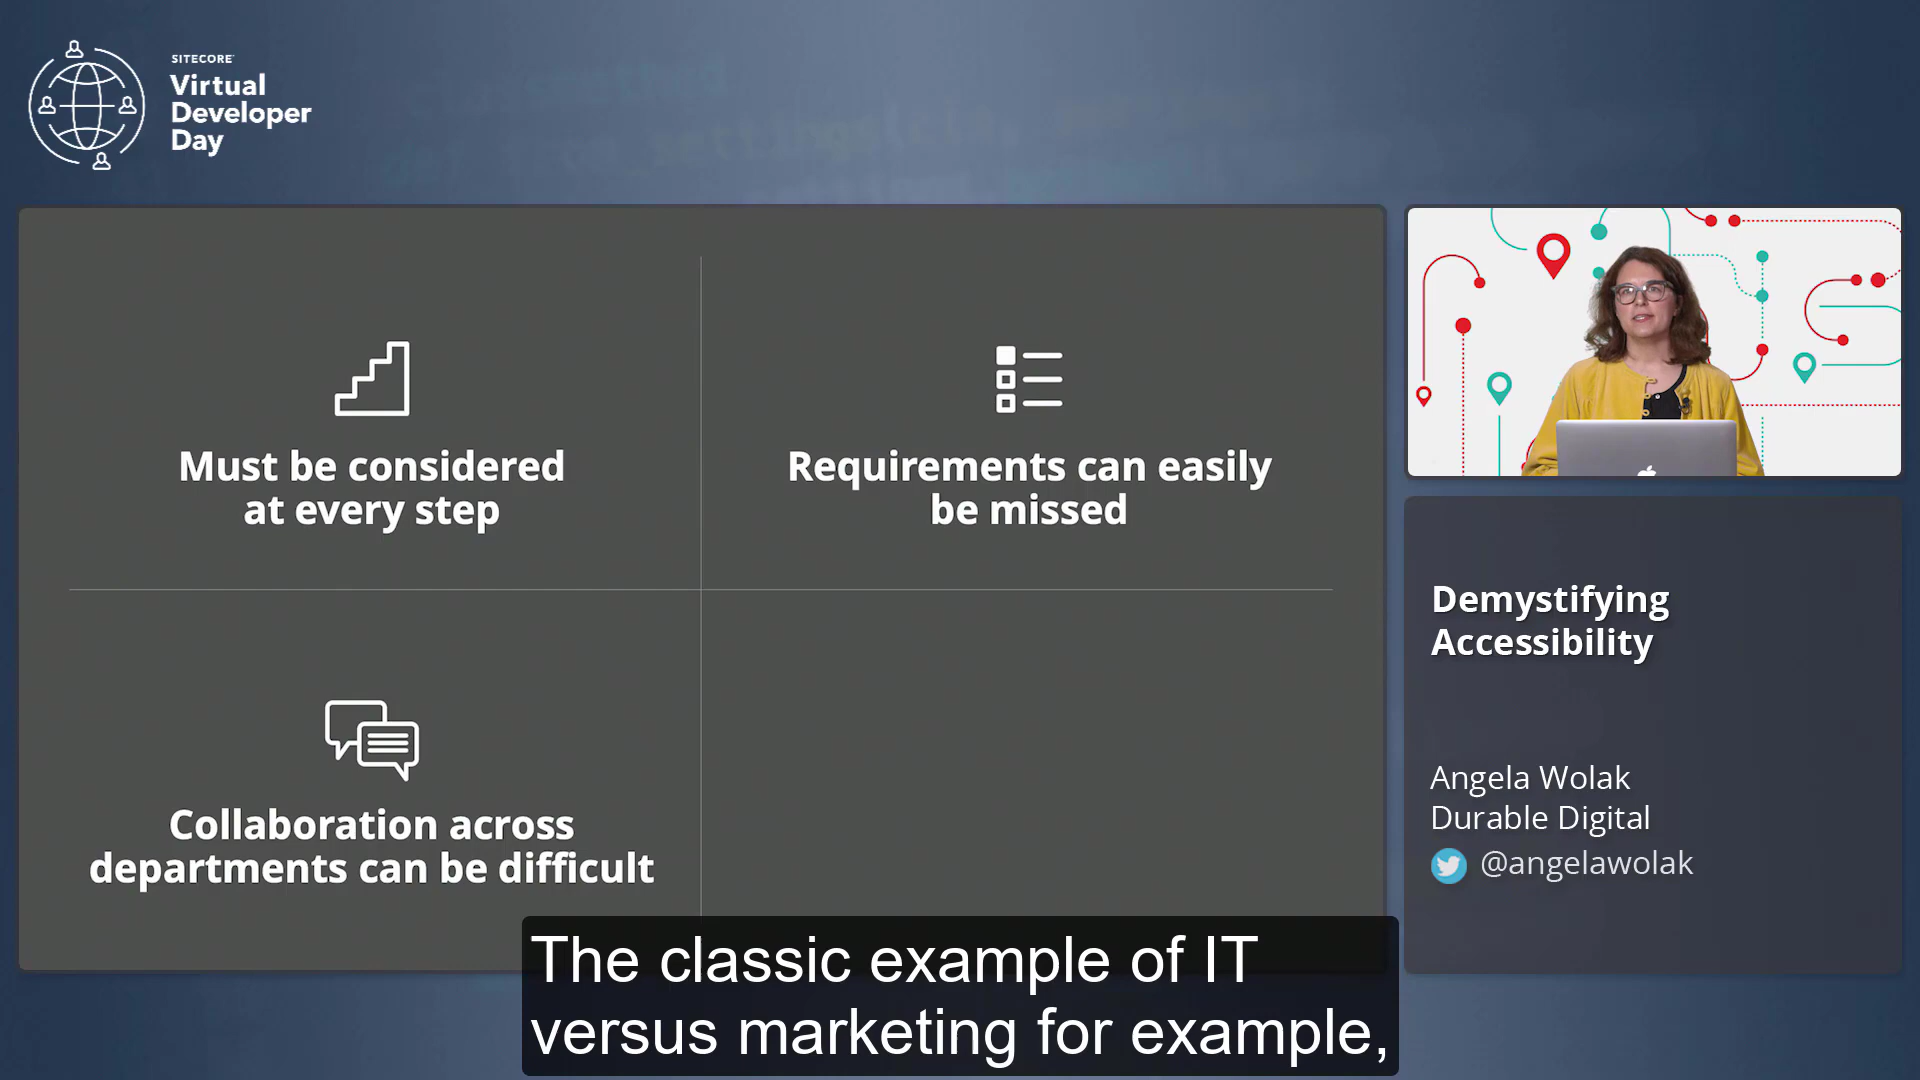 SITECORE
Virtual
Developer
Day
Must be considered
at every step
Requirements can easily
be missed
Collaboration across
departments can be difficult
Demystifying
Accessibility
Angela Wolak
Durable Digital
@angelawolak
The classic example of IT
versus marketing for example,